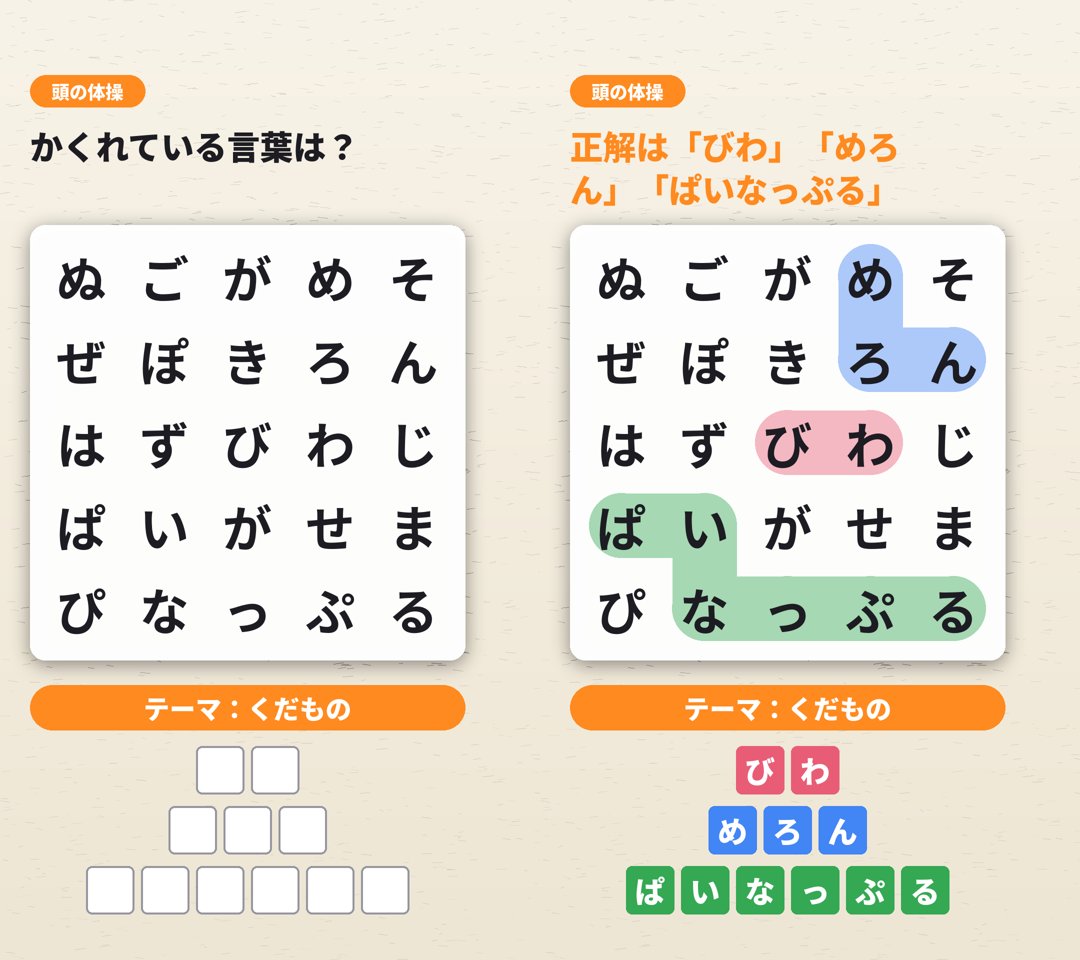 頭の体操
かくれている言葉は？
ぬ ご が め そ
ぜ ぽ き ろ ん
は ず び わ じ
ぱ い が せ ま
ぴ な っ ぷ る
テーマ：くだもの
頭の体操
正解は「びわ」「めろ
ん」「ぱいなっぷる」
ぬ ご が め そ
ぜ ぽ き ろ ん
は ず び わ じ
ぱ い が せ ま
ぴ な っ ぷ る
テーマ：くだもの
び わ
め ろ ん
ぱ い な っ ぷ る